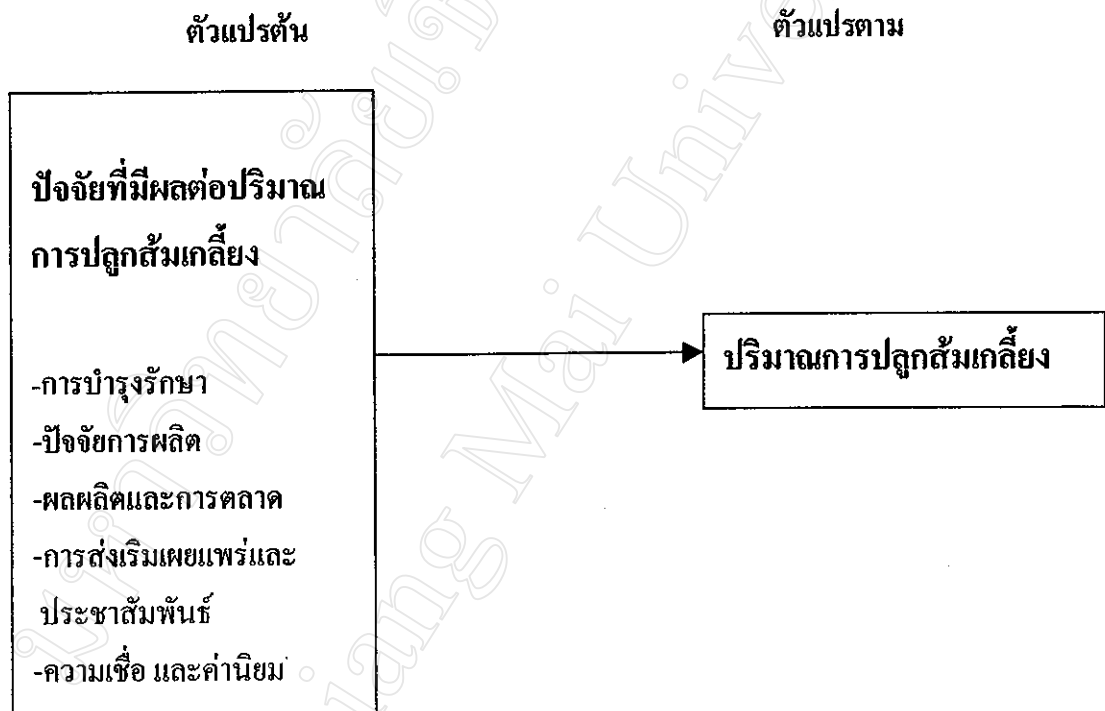 ตัวแปรต้น
ตัวแปรตาม
ปัจจัยที่มีผลต่อปริมาณ
การปลูกส้มเกลี้ยง
-การบำรุงรักษา
-ปัจจัยการผลิต
-ผลผลิตและการตลาด
-การส่งเริมเผยแพร่และ
ประชาสัมพันธ์
-ความเชื่อ และค่านิยม
ปริมาณการปลูกส้มเกลี้ยง